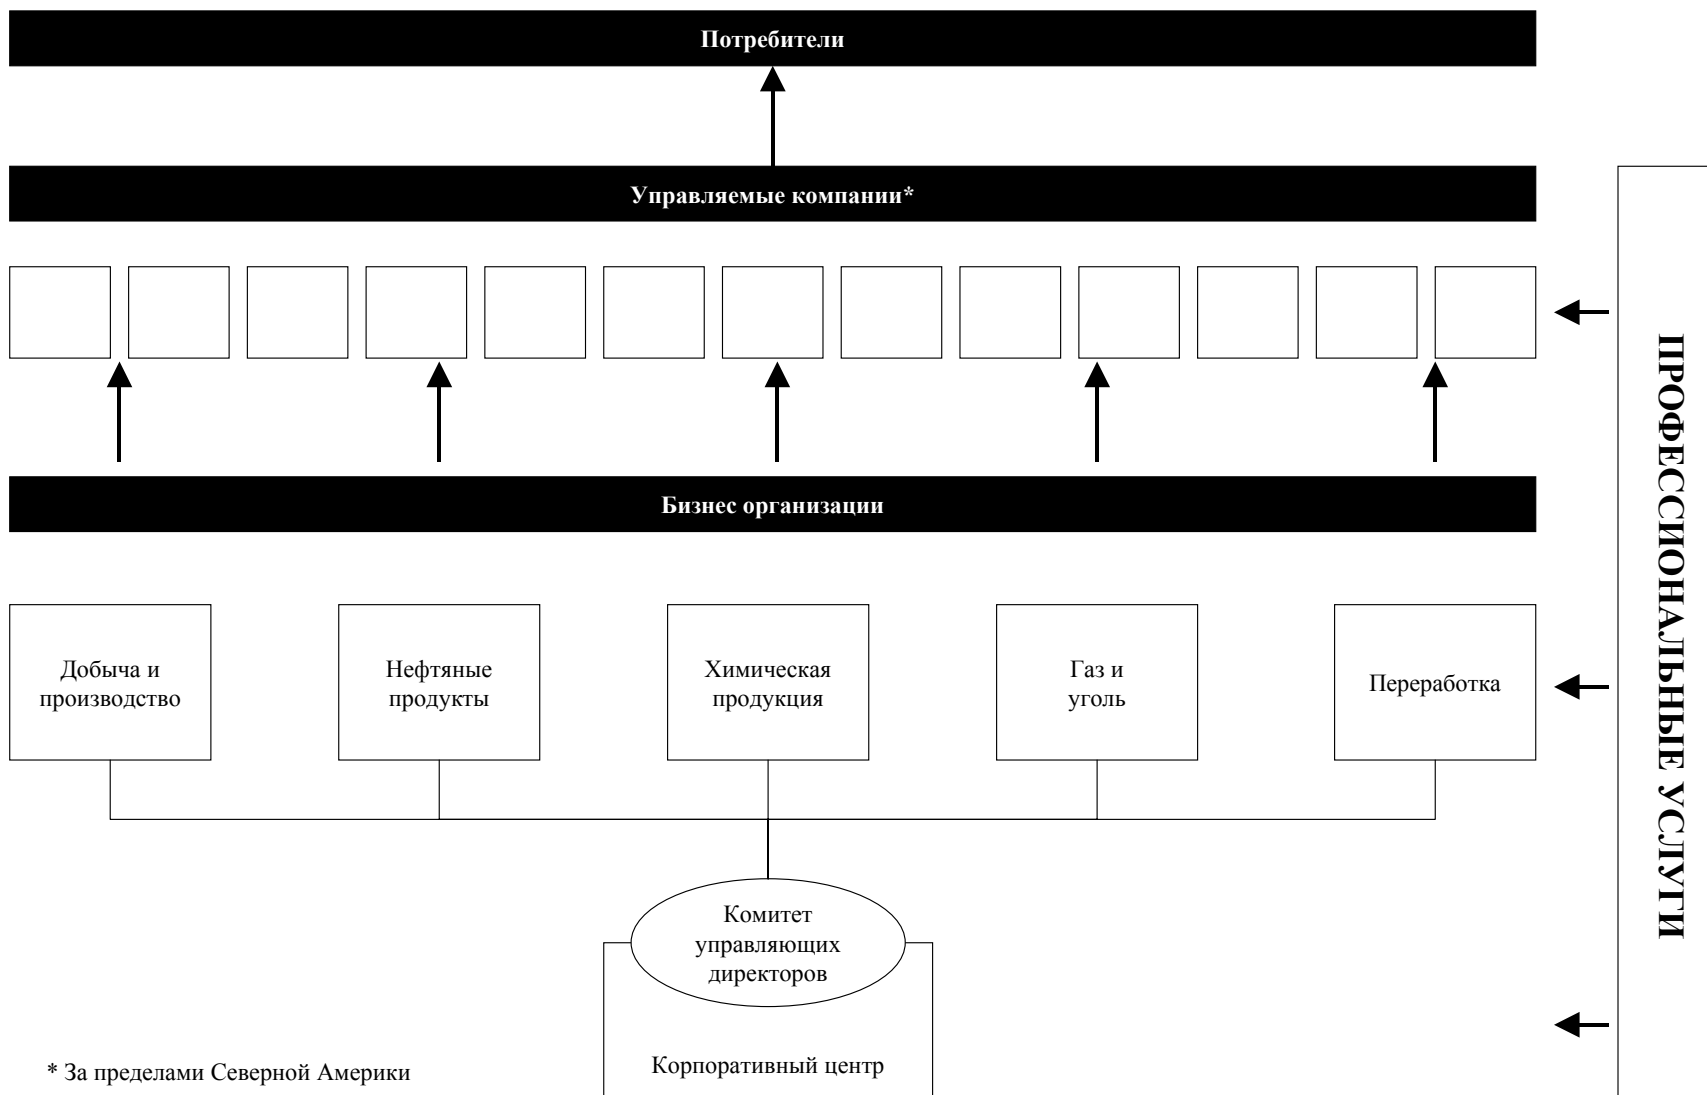 Потребители
Управляемые компании*
Бизнес организации
Добыча и
производство
Нефтяные
продукты
Химическая
продукция
Газ и
уголь
Переработка
Комитет
управляющих
директоров
Корпоративный центр
* За пределами Северной Америки
ПРОФЕССИОНАЛЬНЫЕ УСЛУГИ